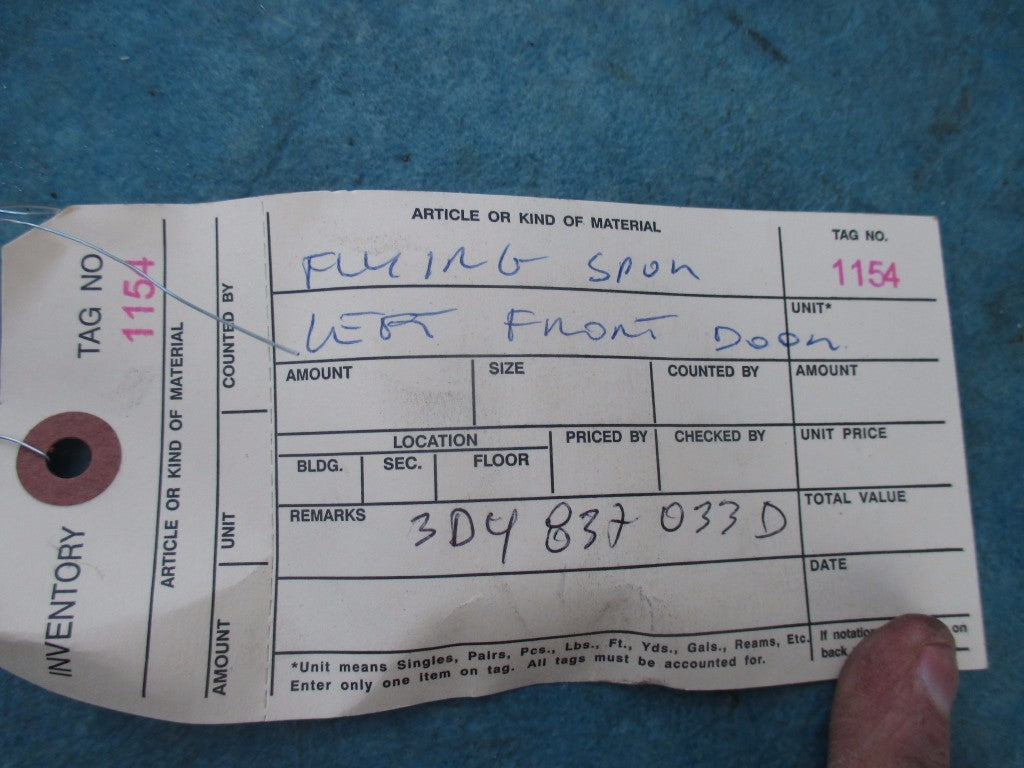 ARTICLE OR KIND OF MATERIAL
FLYING SPUR
TAG NO.
1154
LEFT FRONT DOOR
UNIT*
AMOUNT
SIZE
COUNTED BY
AMOUNT
LOCATION
PRICED BY
CHECKED BY
UNIT PRICE
BLDG.
SEC.
FLOOR
REMARKS
3D4 837 033 D
TOTAL VALUE
DATE
*Unit means Singles, Pairs, Pcs., Lbs., Ft., Yds., Gals., Reams, Etc.
Enter only one item on tag. All tags must be accounted for.
If on
back
INVENTORY TAG NO
1154
ARTICLE OR KIND OF MATERIAL
AMOUNT UNIT COUNTED BY